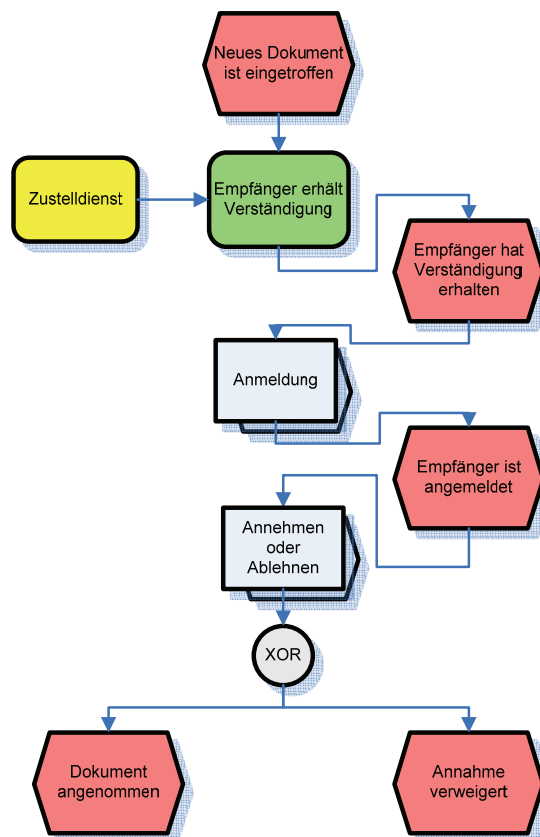 Neues Dokument
ist eingetroffen
Zustelldienst
Empfänger erhält
Verständigung
Empfänger hat
Verständigung
erhalten
Anmeldung
Empfänger ist
angemeldet
Annehmen
oder
Ablehnen
XOR
Dokument
angenommen
Annahme
verweigert